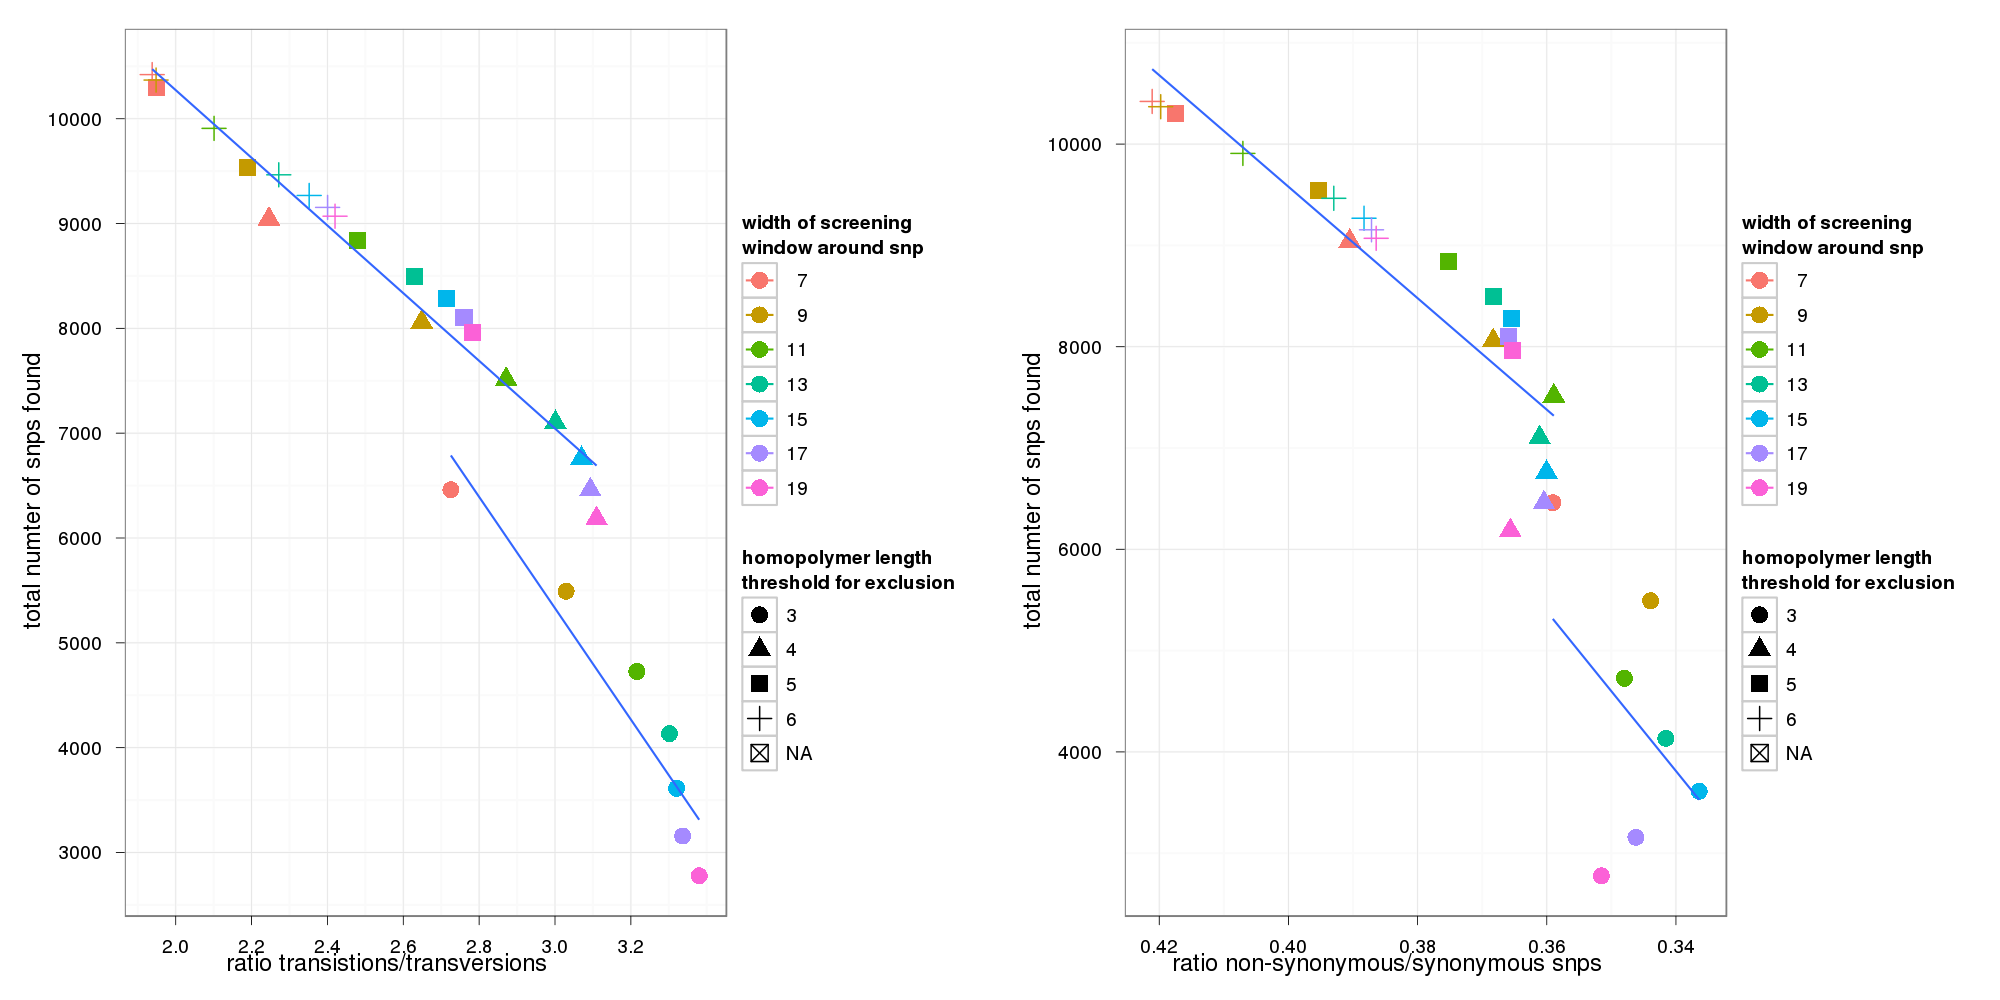 total numter of snps found
10000
9000
8000
7000
6000
5000
4000
3000
2.0 2.2 2.4 2.6 2.8 3.0 3.2
ratio transistions/transversions
width of screening
window around snp
7
9
11
13
15
17
19
homopolymer length
threshold for exclusion
3
4
5
6
NA
total numter of snps found
10000
8000
6000
4000
0.42 0.40 0.38 0.36 0.34
ratio non-synonymous/synonymous snps
width of screening
window around snp
7
9
11
13
15
17
19
homopolymer length
threshold for exclusion
3
4
5
6
NA